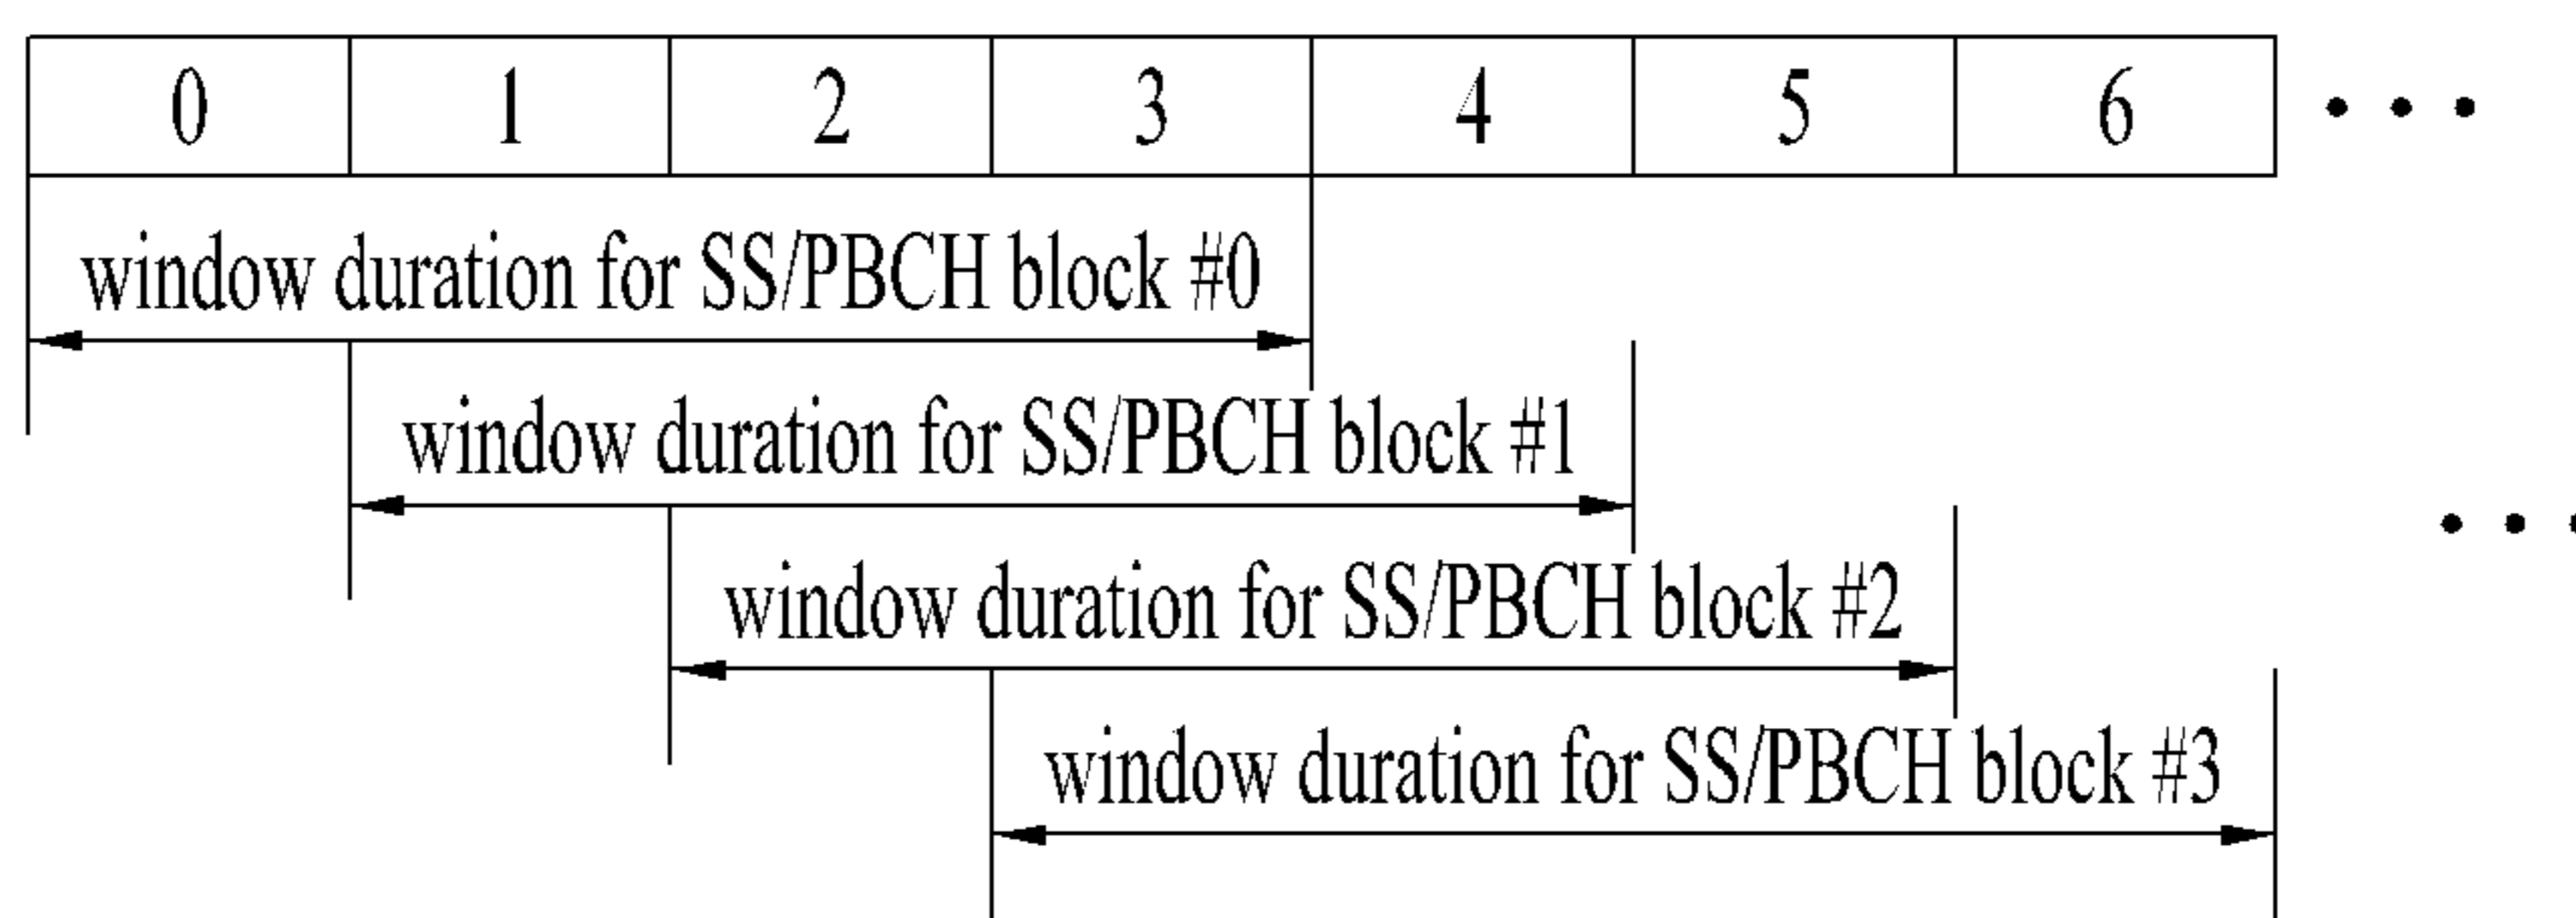 0 1 2 3 4 5 6 • • •
window duration for SS/PBCH block #0
window duration for SS/PBCH block #1
• • •
window duration for SS/PBCH block #2
window duration for SS/PBCH block #3